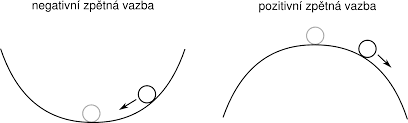 negativní zpětná vazba
pozitivní zpětná vazba